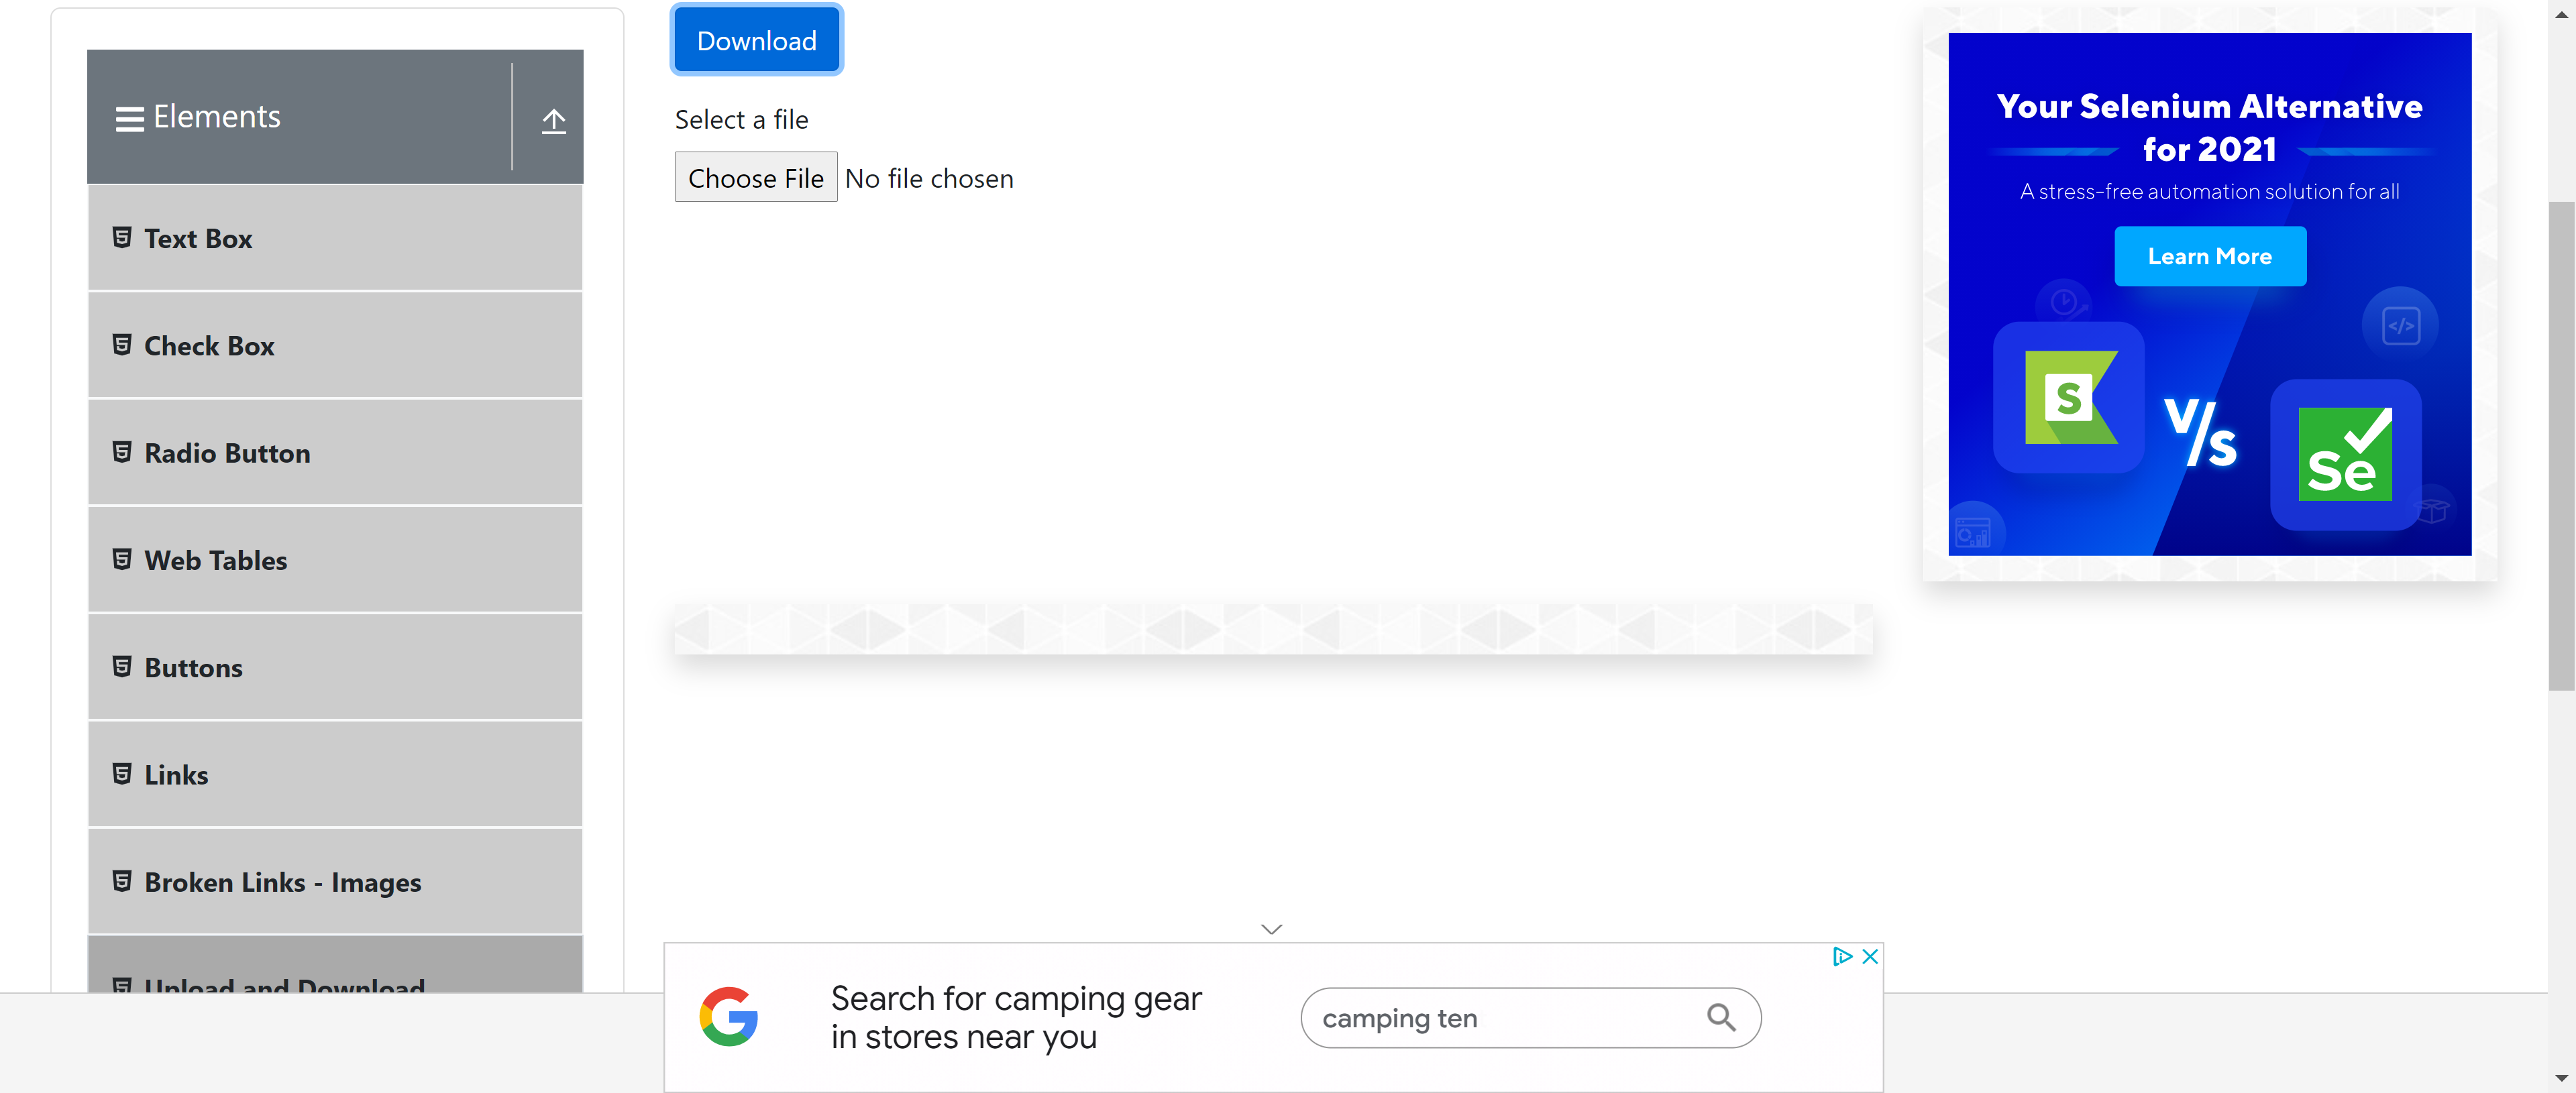 Elements
Text Box
Check Box
Radio Button
Web Tables
Buttons
Links
Broken Links - Images
Upload and Download
Download
Select a file
Choose File No file chosen
Your Selenium Alternative
for 2021
A stress-free automation solution for all
Learn More
</>
S
V/s
Se
Search for camping gear
in stores near you
camping ten